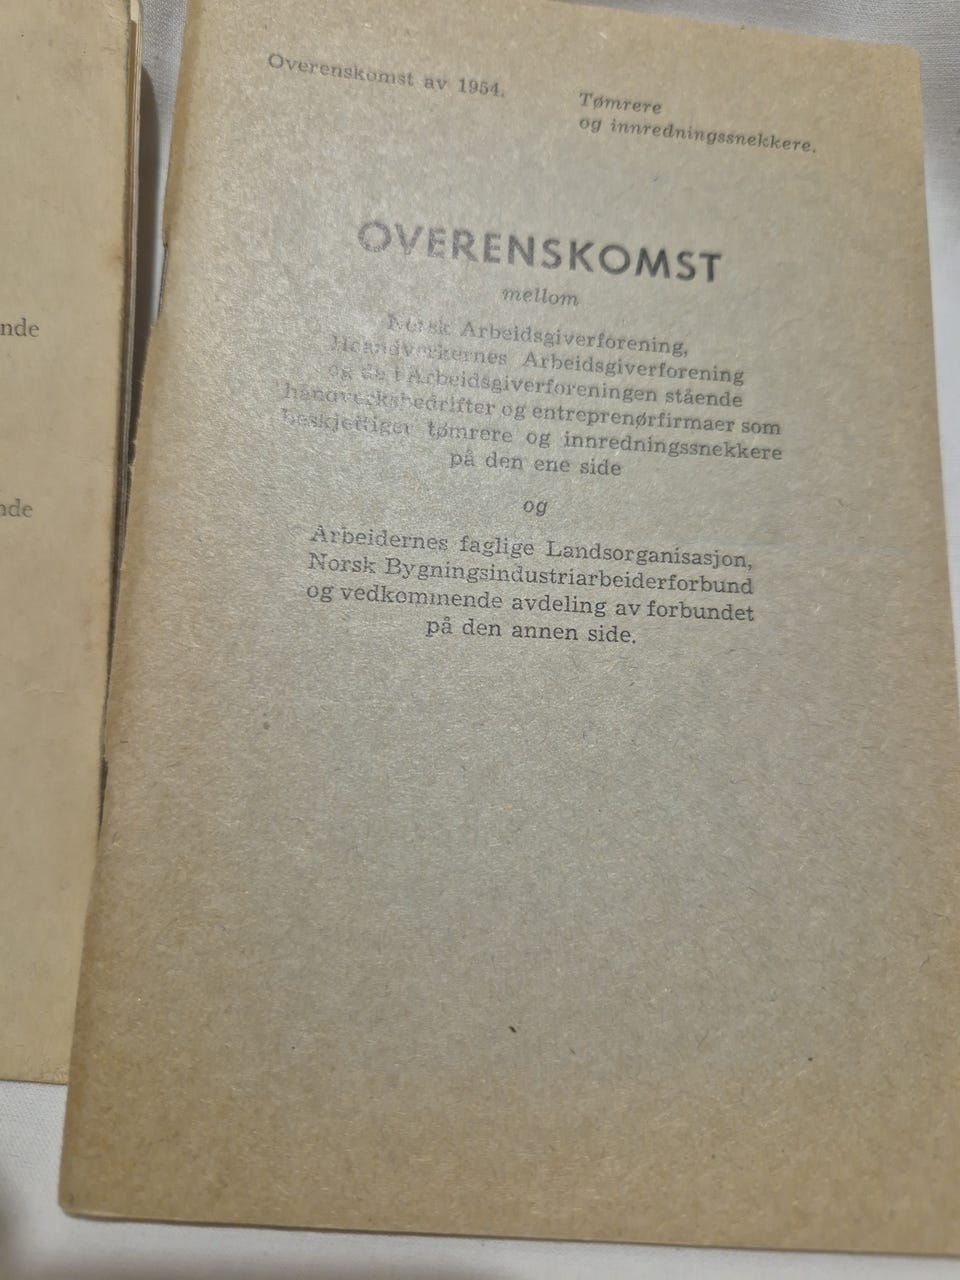 nde
nde
Overenskomst av 1954.
Tømrere
og innredningssnekkere.
OVERENSKOMST
mellom
Norsk Arbeidsgiverforening,
Haandverkernes Arbeidsgiverforening
og de i Arbeidsgiverforeningen stående
håndverksbedrifter og entreprenørfirmaer som
beskjeftiger tømrere og innredningssnekkere
på den ene side
og
Arbeidernes faglige Landsorganisasjon,
Norsk Bygningsindustriarbeiderforbund
og vedkommende avdeling av forbundet
på den annen side.